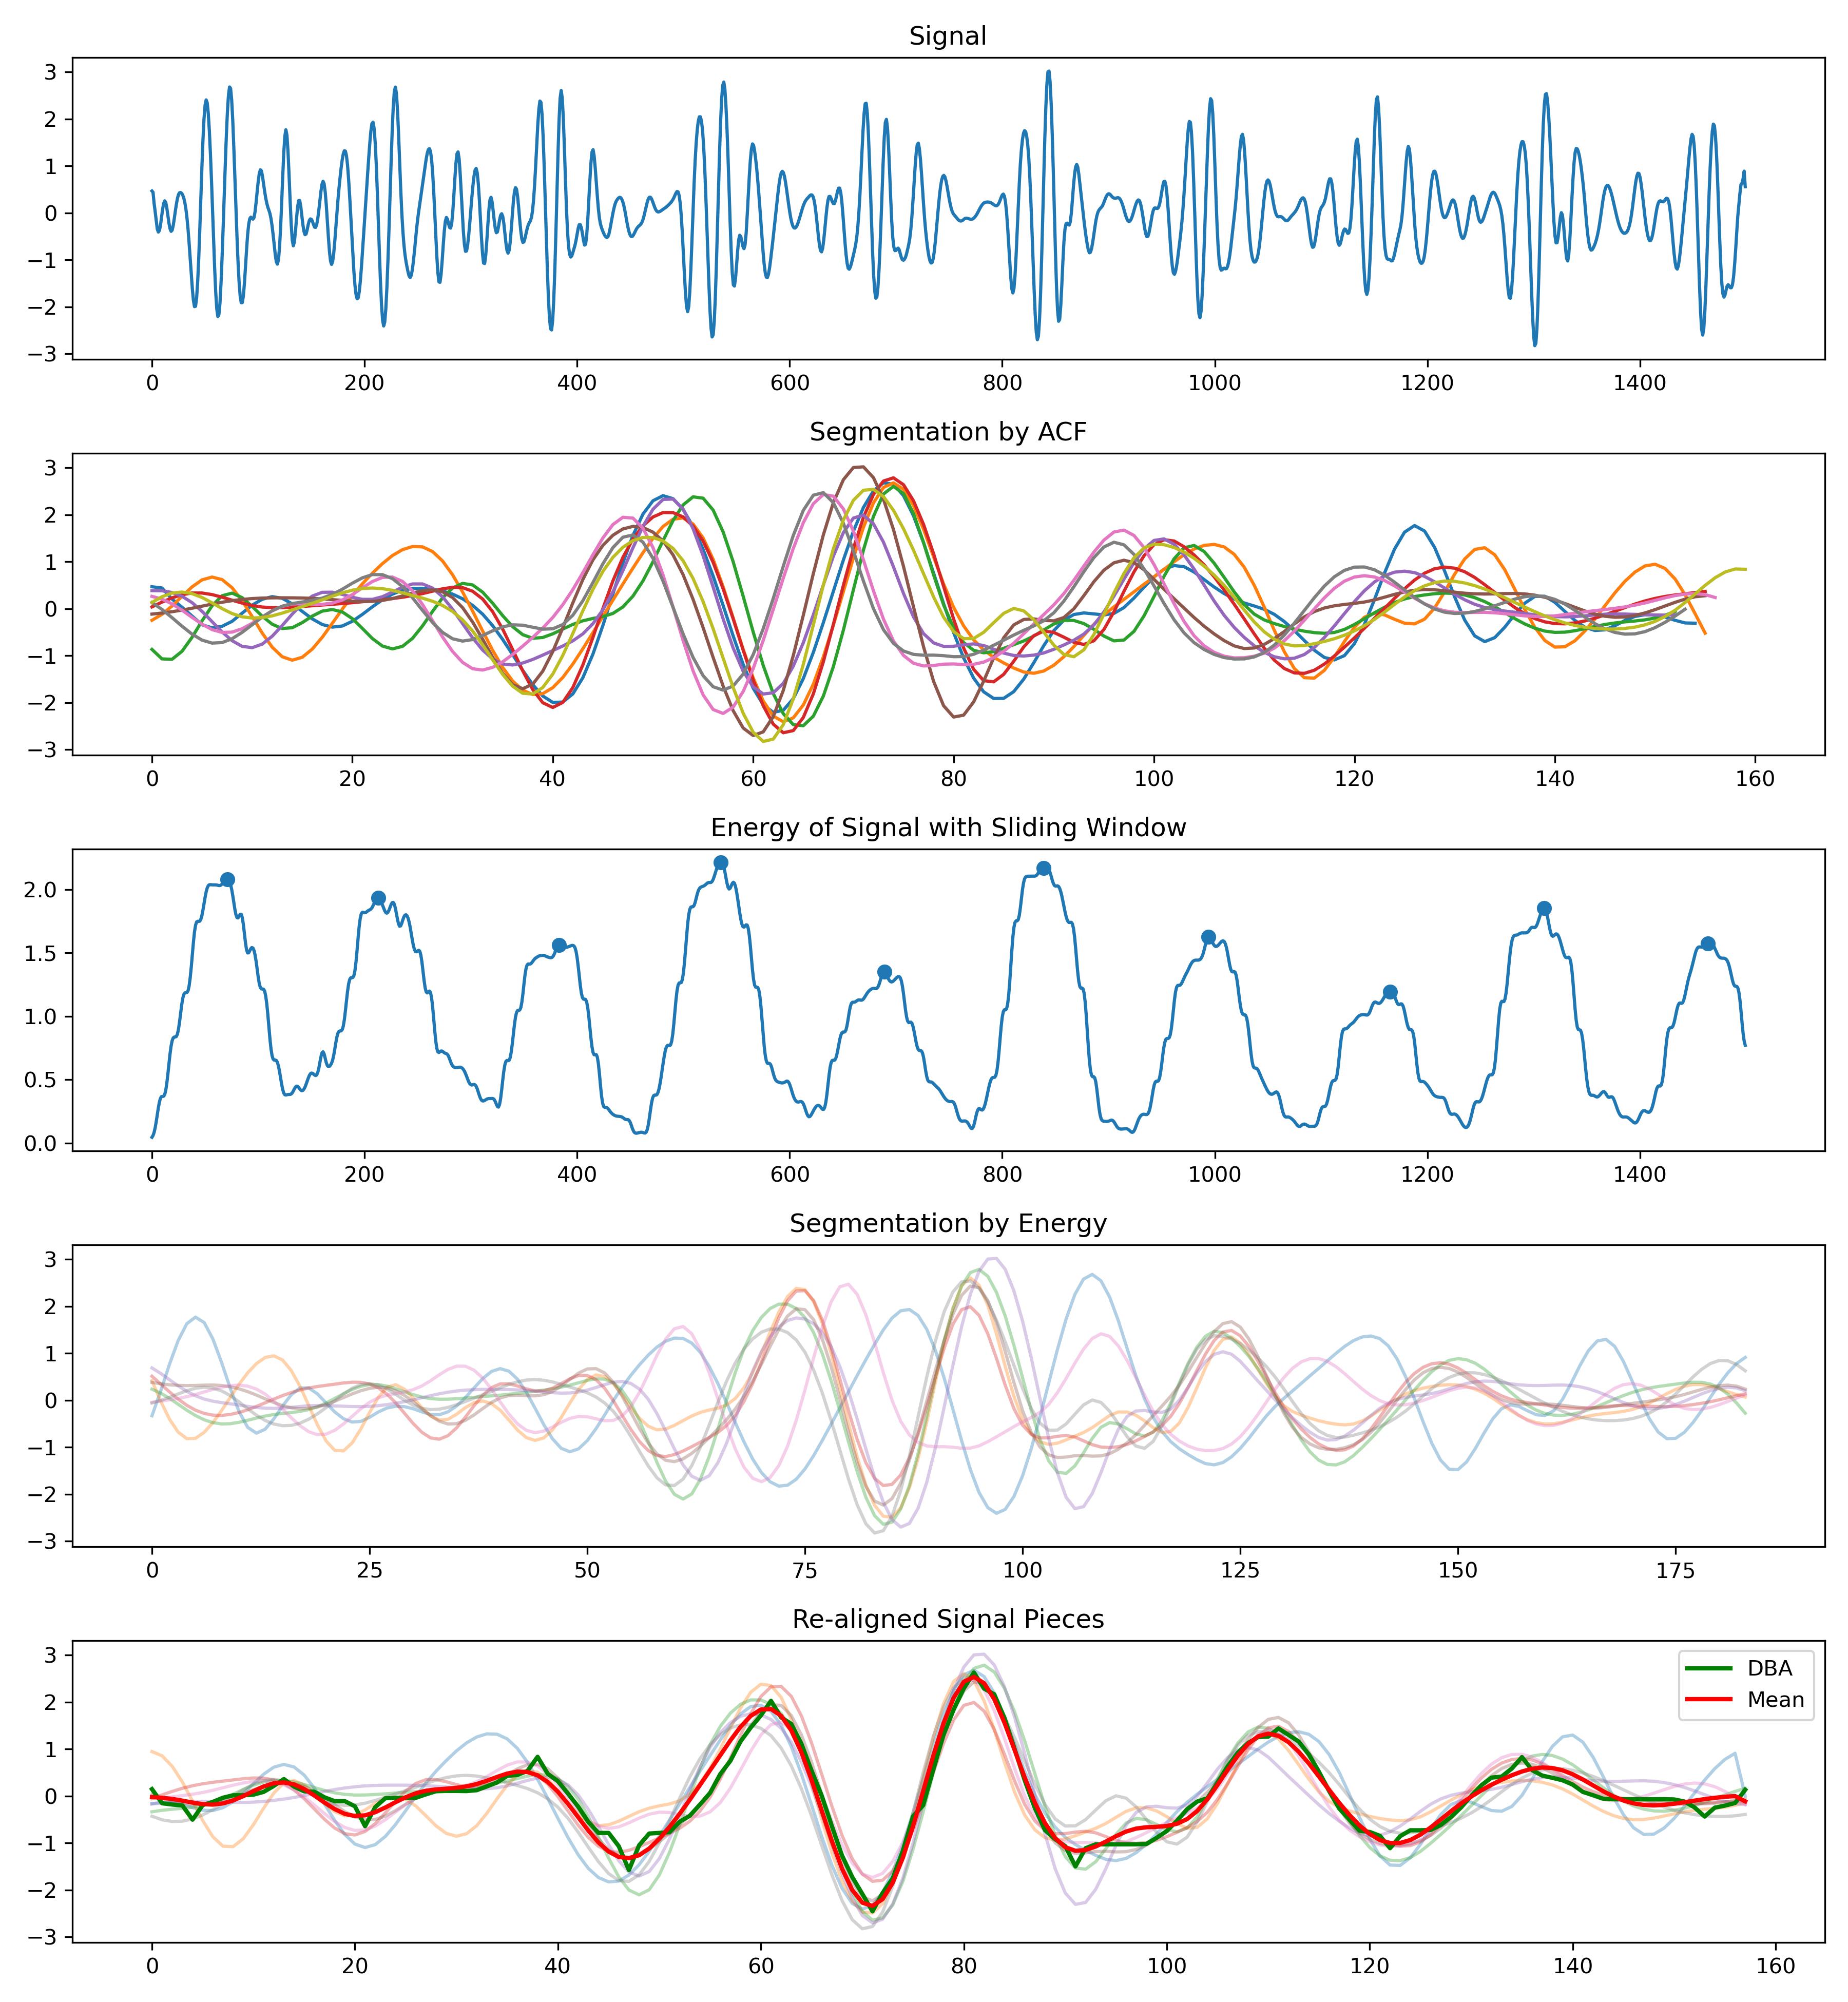 Signal
3
2
1
0
−1
−2
−3
0 200 400 600 800 1000 1200 1400
Segmentation by ACF
3
2
1
0
−1
−2
−3
0 20 40 60 80 100 120 140 160
Energy of Signal with Sliding Window
2.0
1.5
1.0
0.5
0.0
0 200 400 600 800 1000 1200 1400
Segmentation by Energy
3
2
1
0
−1
−2
−3
0 25 50 75 100 125 150 175
Re-aligned Signal Pieces
3
2
1
0
−1
−2
−3
DBA
Mean
0 20 40 60 80 100 120 140 160